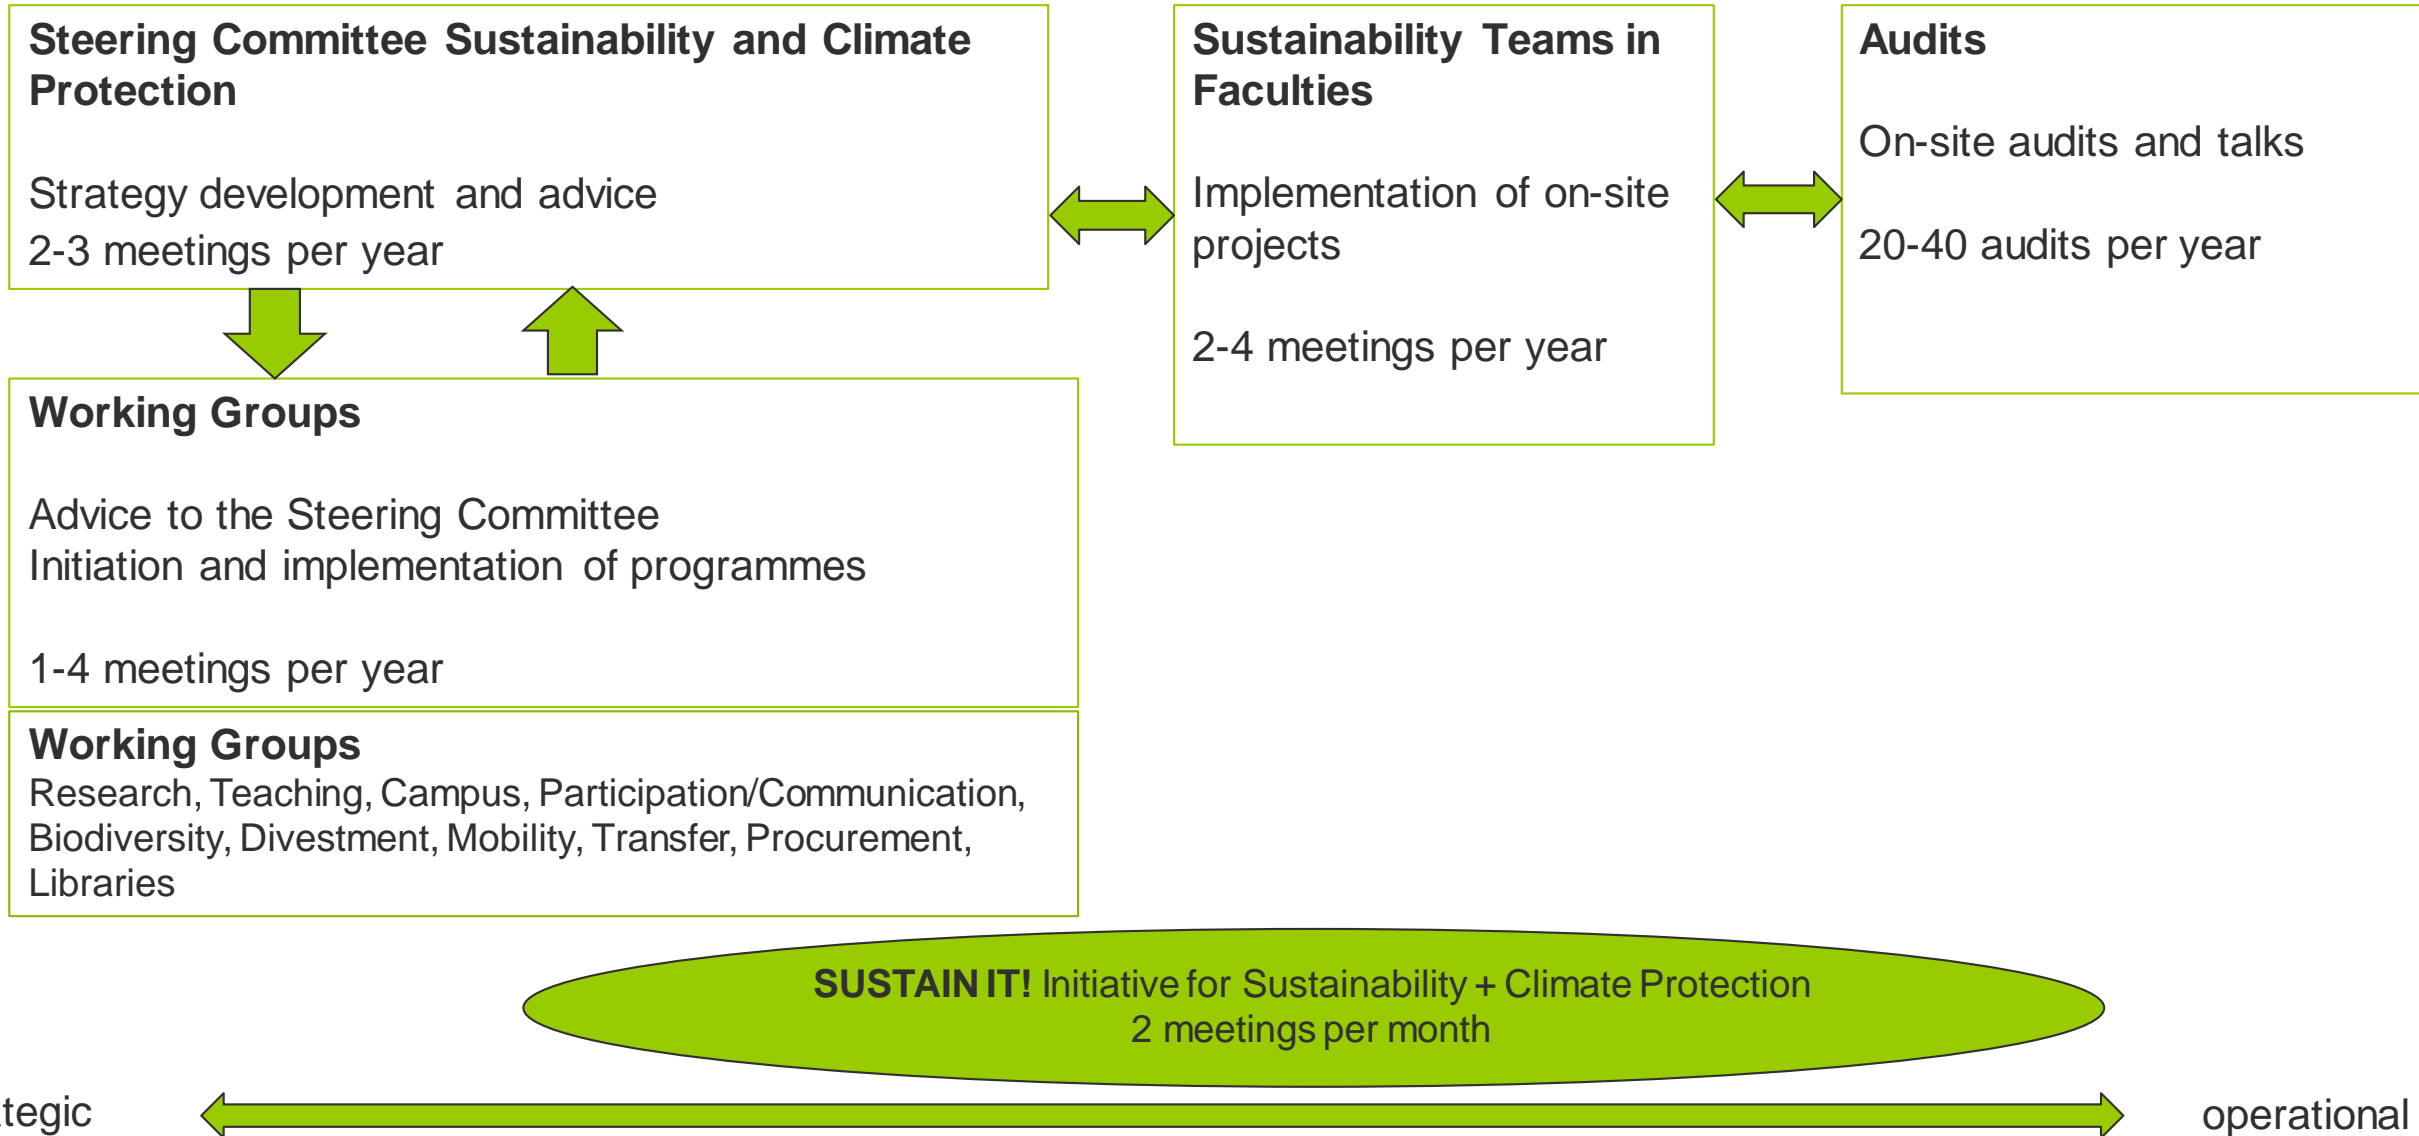 Steering Committee Sustainability and Climate
Protection
Strategy development and advice
2-3 meetings per year
Sustainability Teams in
Faculties
Implementation of on-site
projects
2-4 meetings per year
Audits
On-site audits and talks
20-40 audits per year
Working Groups
Advice to the Steering Committee
Initiation and implementation of programmes
1-4 meetings per year
Working Groups
Research, Teaching, Campus, Participation/Communication,
Biodiversity, Divestment, Mobility, Transfer, Procurement,
Libraries
SUSTAIN IT! Initiative for Sustainability + Climate Protection
2 meetings per month
tegic
operational